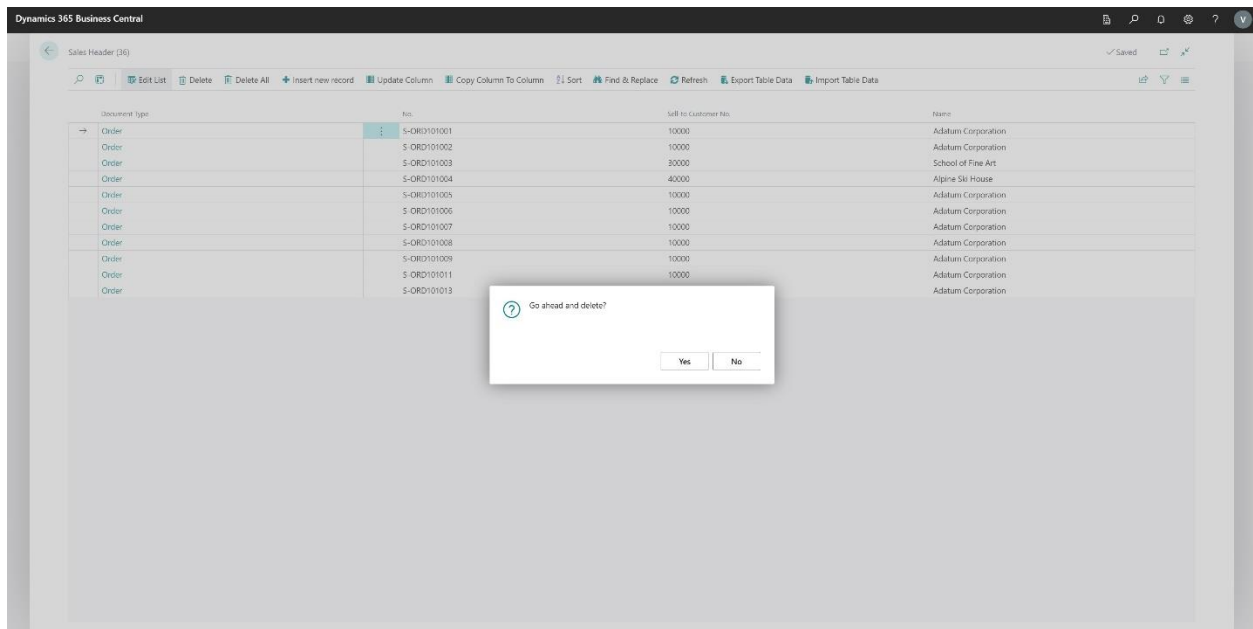 Dynamics 365 Business Central
?
V
Sales Header (36)
Saved
Edit List Delete Delete All Insert new record Update Column Copy Column To Column Sort Find & Replace Refresh Export Table Data Import Table Data
Document Type No. Sell-to Customer No. Name
Order S-ORD101001 10000 Adatum Corporation
Order S-ORD101002 10000 Adatum Corporation
Order S-ORD101003 30000 School of Fine Art
Order S-ORD101004 40000 Alpine Ski House
Order S-ORD101005 10000 Adatum Corporation
Order S-ORD101006 10000 Adatum Corporation
Order S-ORD101007 10000 Adatum Corporation
Order S-ORD101008 10000 Adatum Corporation
Order S-ORD101009 10000 Adatum Corporation
Order S-ORD101011 10000 Adatum Corporation
Order S-ORD101013 Adatum Corporation
? Go ahead and delete?
Yes No